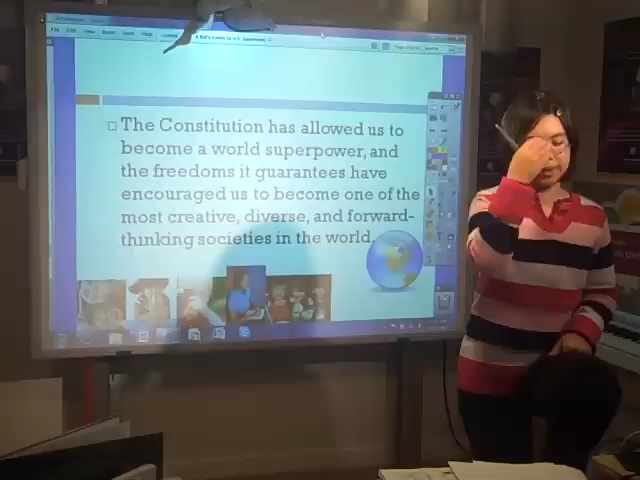 The Constitution has allowed us to
become a world superpower, and
the freedoms it guarantees have
encouraged us to become one of the
most creative, diverse, and forward-
thinking societies in the world.